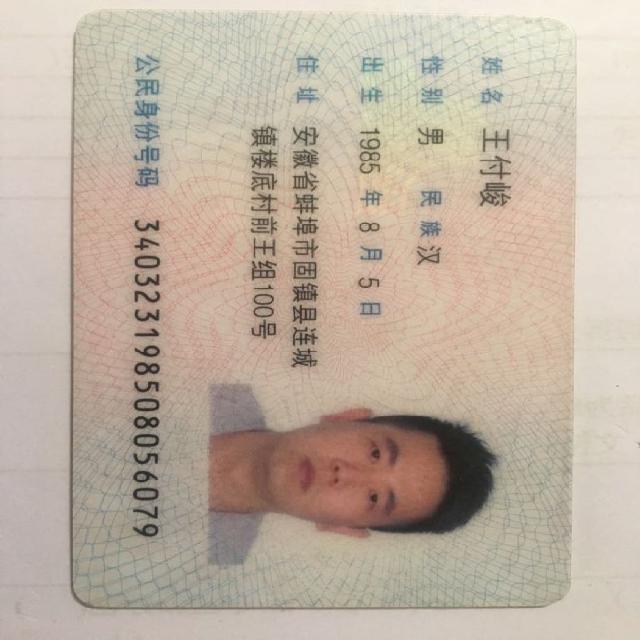 姓名 王付峻
性别 男 民族 汉
出生 1985 年 8 月 5 日
住址 安徽省蚌埠市固镇县连城
镇楼底村前王组100号
公民身份号码 340323198508056079